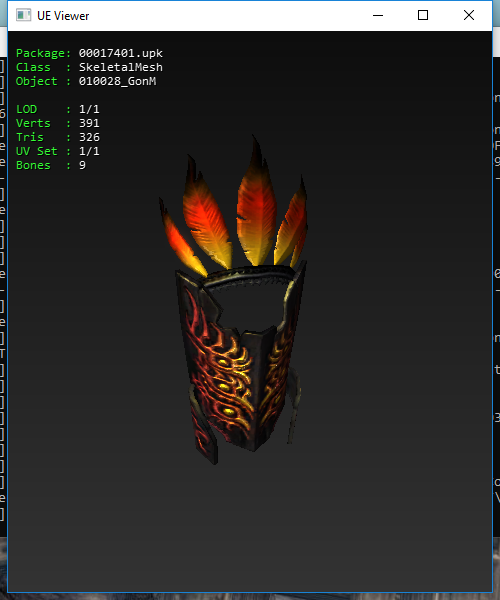 UE Viewer
Package: 00017401.upk
Class : SkeletalMesh
Object : 010028_GonM
LOD : 1/1
Verts : 391
Tris : 326
UV Set : 1/1
Bones : 9